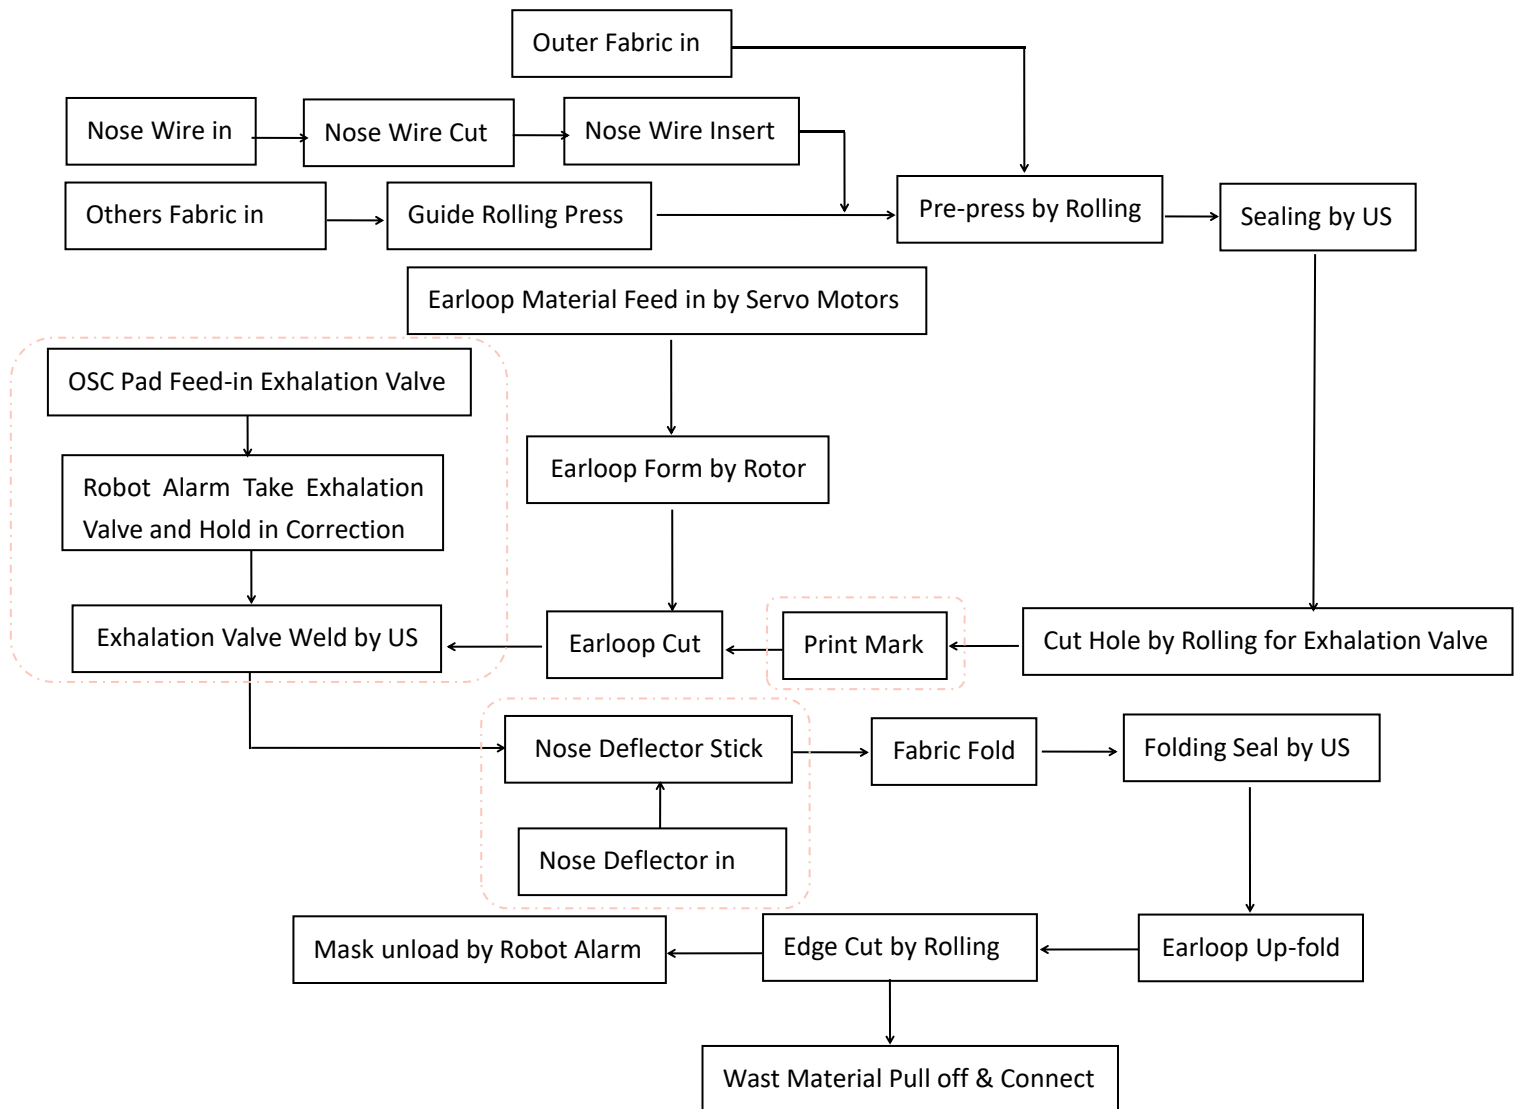 Outer Fabric in
Nose Wire in
Nose Wire Cut
Nose Wire Insert
Others Fabric in
Guide Rolling Press
Pre-press by Rolling
Sealing by US
Earloop Material Feed in by Servo Motors
OSC Pad Feed-in Exhalation Valve
Earloop Form by Rotor
Robot Alarm Take Exhalation
Valve and Hold in Correction
Exhalation Valve Weld by US
Earloop Cut
Print Mark
Cut Hole by Rolling for Exhalation Valve
Nose Deflector Stick
Fabric Fold
Folding Seal by US
Nose Deflector in
Mask unload by Robot Alarm
Edge Cut by Rolling
Earloop Up-fold
Wast Material Pull off & Connect